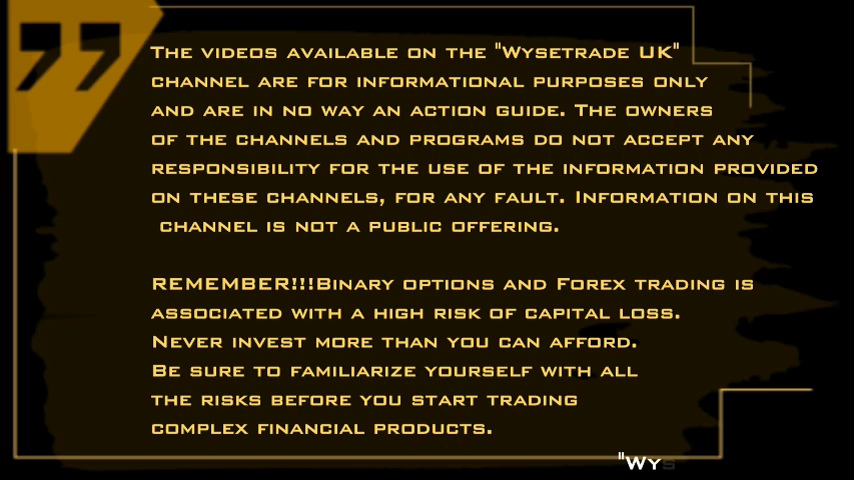 The videos available on the "Wysetrade UK"
channel are for informational purposes only
and are in no way an action guide. The owners
of the channels and programs do not accept any
responsibility for the use of the information provided
on these channels, for any fault. Information on this
channel is not a public offering.
REMEMBER!!!Binary options and Forex trading is
associated with a high risk of capital loss.
Never invest more than you can afford.
Be sure to familiarize yourself with all
the risks before you start trading
complex financial products.
"Wys